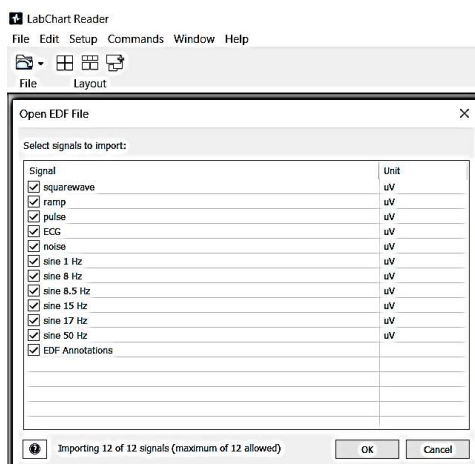 LabChart Reader
File Edit Setup Commands Window Help
File Layout
Open EDF File
Select signals to import:
Signal Unit
squarewave uV
ramp uV
pulse uV
ECG uV
noise uV
sine 1 Hz uV
sine 8 Hz uV
sine 8.5 Hz uV
sine 15 Hz uV
sine 17 Hz uV
sine 50 Hz uV
EDF Annotations
Importing 12 of 12 signals (maximum of 12 allowed) OK Cancel